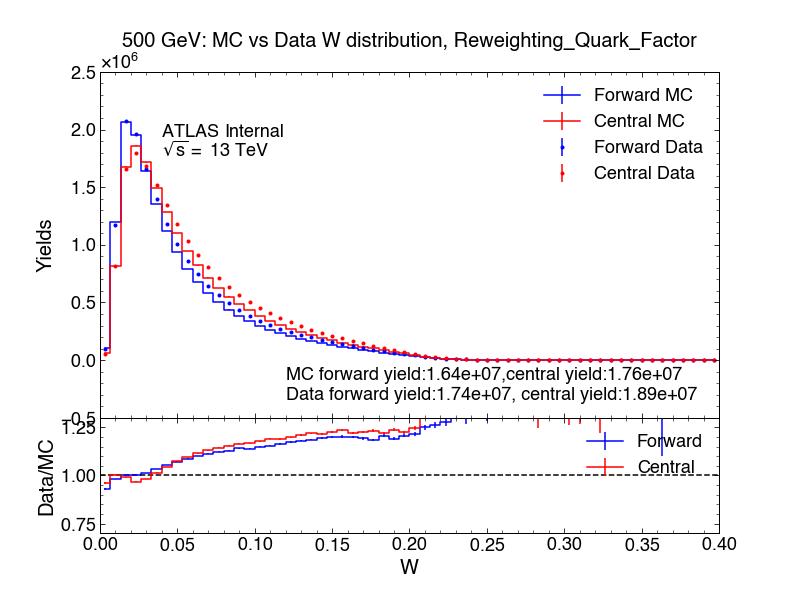 500 GeV: MC vs Data W distribution, Reweighting_Quark_Factor
×10⁶
2.5
2.0
1.5
1.0
0.5
0.0
-0.5
Yields
ATLAS Internal
√s = 13 TeV
Forward MC
Central MC
Forward Data
Central Data
MC forward yield:1.64e+07,central yield:1.76e+07
Data forward yield:1.74e+07, central yield:1.89e+07
1.25
1.00
0.75
Data/MC
Forward
Central
0.00 0.05 0.10 0.15 0.20 0.25 0.30 0.35 0.40
W